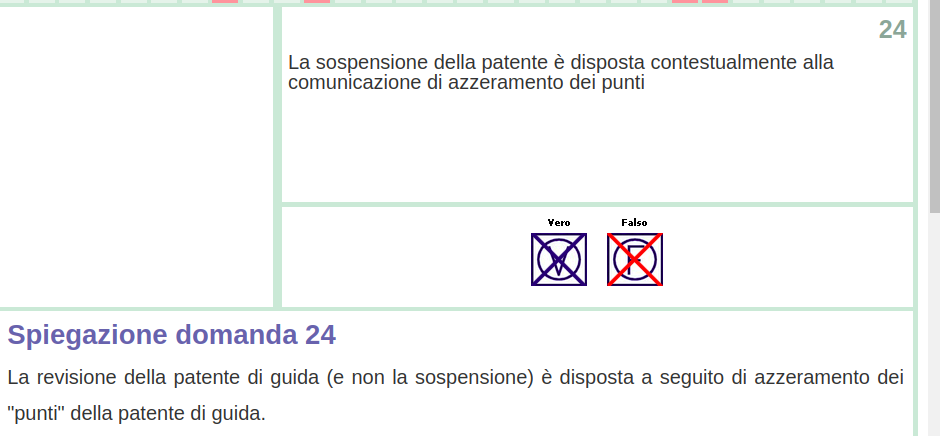 24
La sospensione della patente è disposta contestualmente alla
comunicazione di azzeramento dei punti
Vero Falso
V F
Spiegazione domanda 24
La revisione della patente di guida (e non la sospensione) è disposta a seguito di azzeramento dei
"punti" della patente di guida.